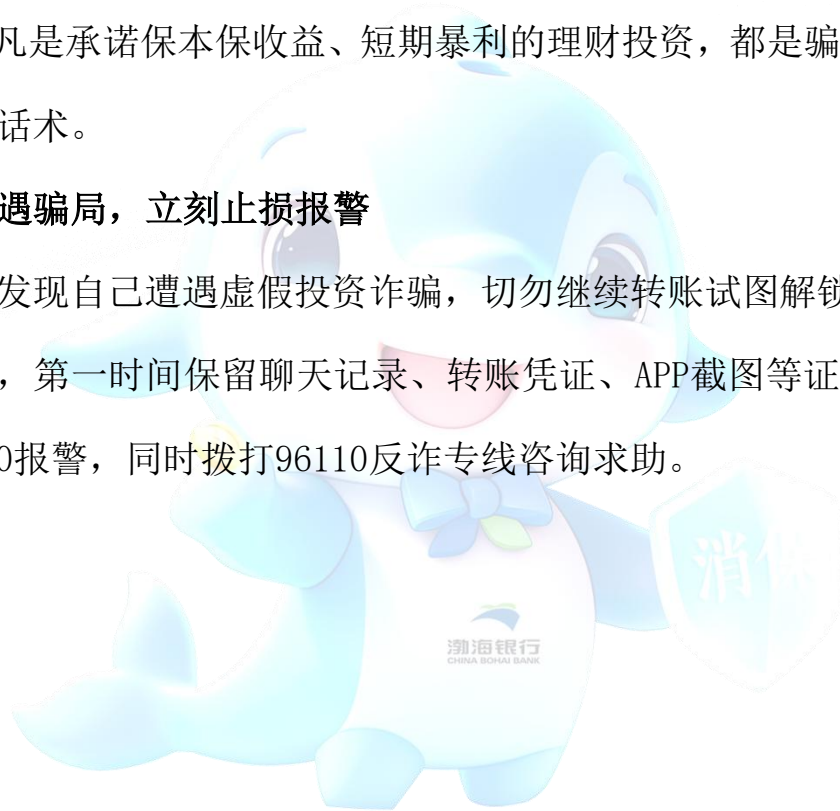 凡是承诺保本保收益、短期暴利的理财投资，都是骗
话术。
遇骗局，立刻止损报警
发现自己遭遇虚假投资诈骗，切勿继续转账试图解锁
，第一时间保留聊天记录、转账凭证、APP截图等证
0报警，同时拨打96110反诈专线咨询求助。
消
渤海银行
CHINA BOHAI BANK